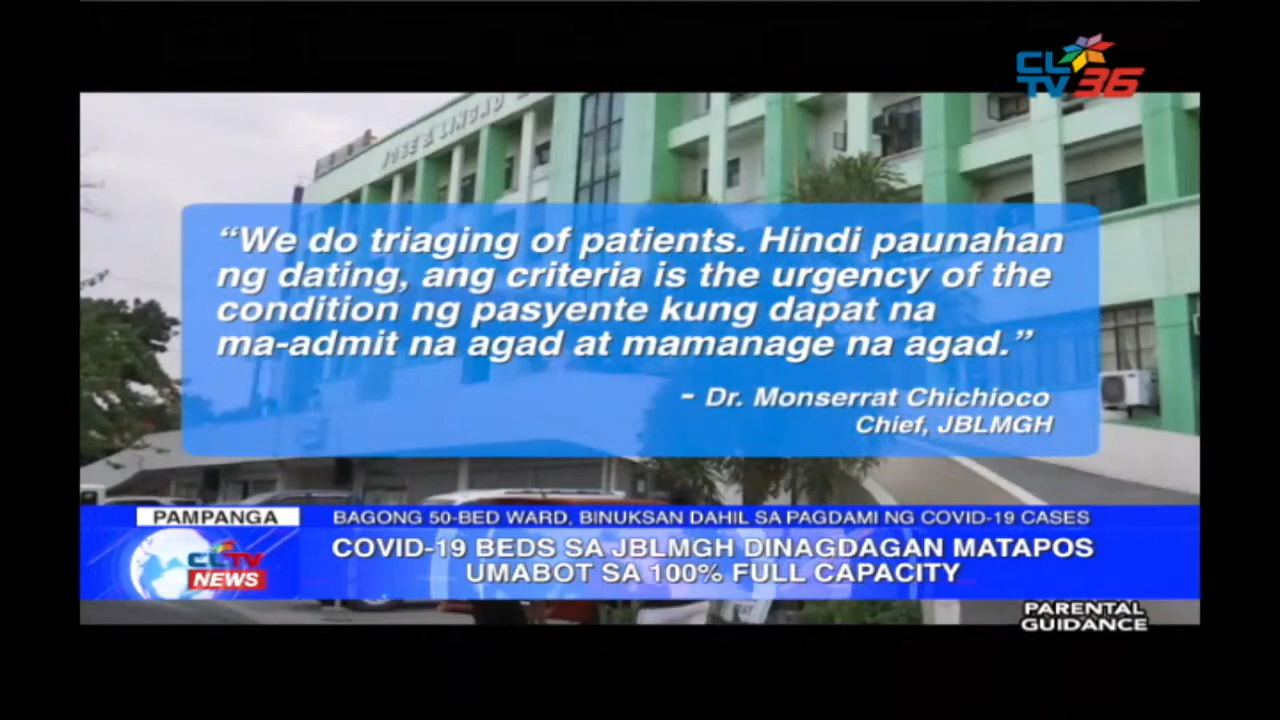 CLTV36
JOSE B. LINGAD
“We do triaging of patients. Hindi paunahan
ng dating, ang criteria is the urgency of the
condition ng pasyente kung dapat na
ma-admit na agad at mamanage na agad.”
- Dr. Monserrat Chichioco
Chief, JBLMGH
PAMPANGA
BAGONG 50-BED WARD, BINUKSAN DAHIL SA PAGDAMI NG COVID-19 CASES
CLTV
NEWS
COVID-19 BEDS SA JBLMGH DINAGDAGAN MATAPOS
UMABOT SA 100% FULL CAPACITY
PARENTAL
GUIDANCE